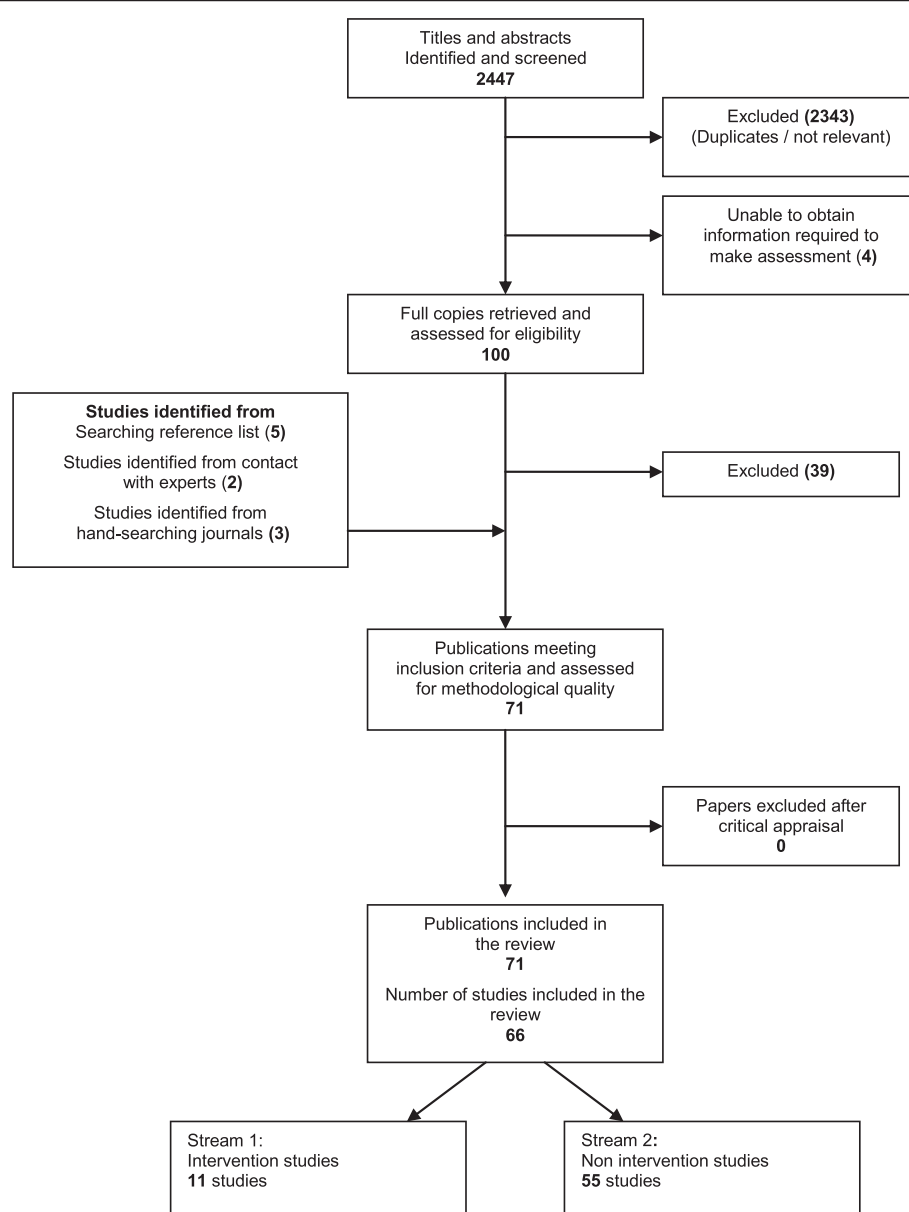 Titles and abstracts
Identified and screened
2447
Excluded (2343)
(Duplicates / not relevant)
Unable to obtain
information required to
make assessment (4)
Full copies retrieved and
assessed for eligibility
100
Studies identified from
Searching reference list (5)
Studies identified from contact
with experts (2)
Studies identified from
hand-searching journals (3)
Excluded (39)
Publications meeting
inclusion criteria and assessed
for methodological quality
71
Papers excluded after
critical appraisal
0
Publications included in
the review
71
Number of studies included in the
review
66
Stream 1:
Intervention studies
11 studies
Stream 2:
Non intervention studies
55 studies